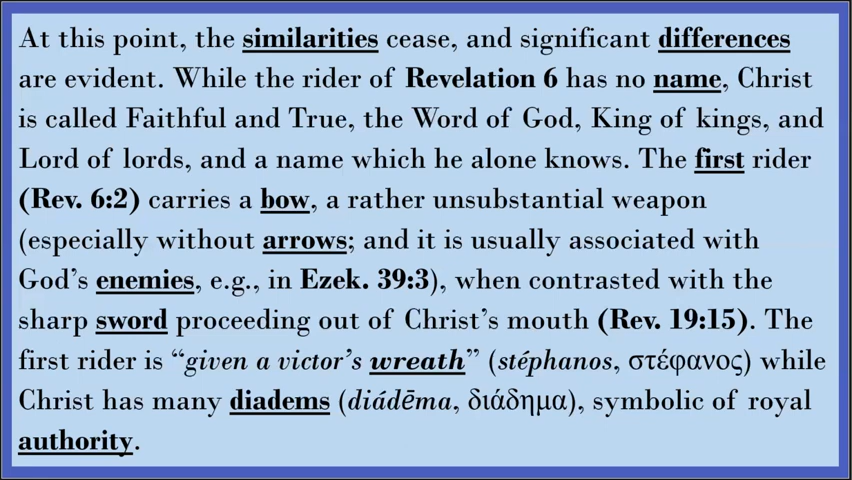 At this point, the similarities cease, and significant differences
are evident. While the rider of Revelation 6 has no name, Christ
is called Faithful and True, the Word of God, King of kings, and
Lord of lords, and a name which he alone knows. The first rider
(Rev. 6:2) carries a bow, a rather unsubstantial weapon
(especially without arrows; and it is usually associated with
God’s enemies, e.g., in Ezek. 39:3), when contrasted with the
sharp sword proceeding out of Christ’s mouth (Rev. 19:15). The
first rider is “given a victor’s wreath” (stéphanos, στέφανος) while
Christ has many diadems (diádēma, διάδημα), symbolic of royal
authority.